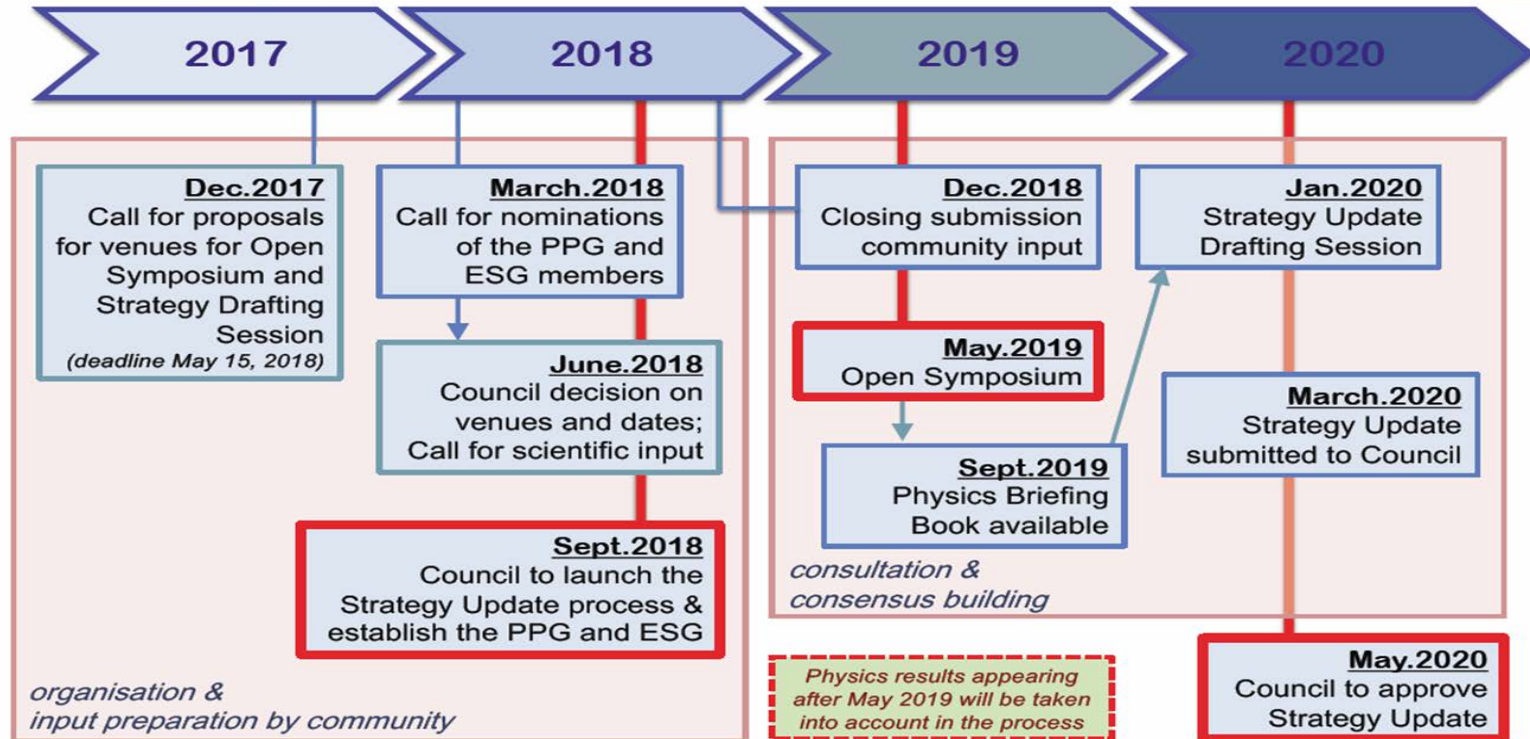 2017
2018
2019
2020
Dec.2017
Call for proposals
for venues for Open
Symposium and
Strategy Drafting
Session
(deadline May 15, 2018)
March.2018
Call for nominations
of the PPG and
ESG members
June.2018
Council decision on
venues and dates;
Call for scientific input
Sept.2018
Council to launch the
Strategy Update process &
establish the PPG and ESG
organisation &
input preparation by community
Dec.2018
Closing submission
community input
May.2019
Open Symposium
Sept.2019
Physics Briefing
Book available
Jan.2020
Strategy Update
Drafting Session
March.2020
Strategy Update
submitted to Council
consultation &
consensus building
Physics results appearing
after May 2019 will be taken
into account in the process
May.2020
Council to approve
Strategy Update